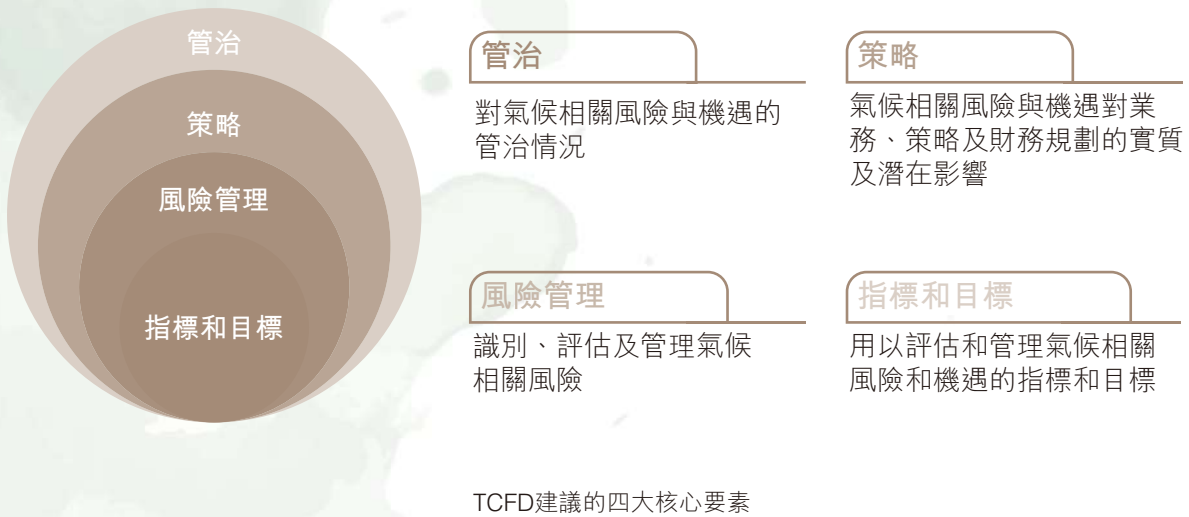 管治
策略
風險管理
指標和目標
管治
對氣候相關風險與機遇的
管治情況
策略
氣候相關風險與機遇對業
務、策略及財務規劃的實質
及潛在影響
風險管理
識別、評估及管理氣候
相關風險
指標和目標
用以評估和管理氣候相關
風險和機遇的指標和目標
TCFD建議的四大核心要素